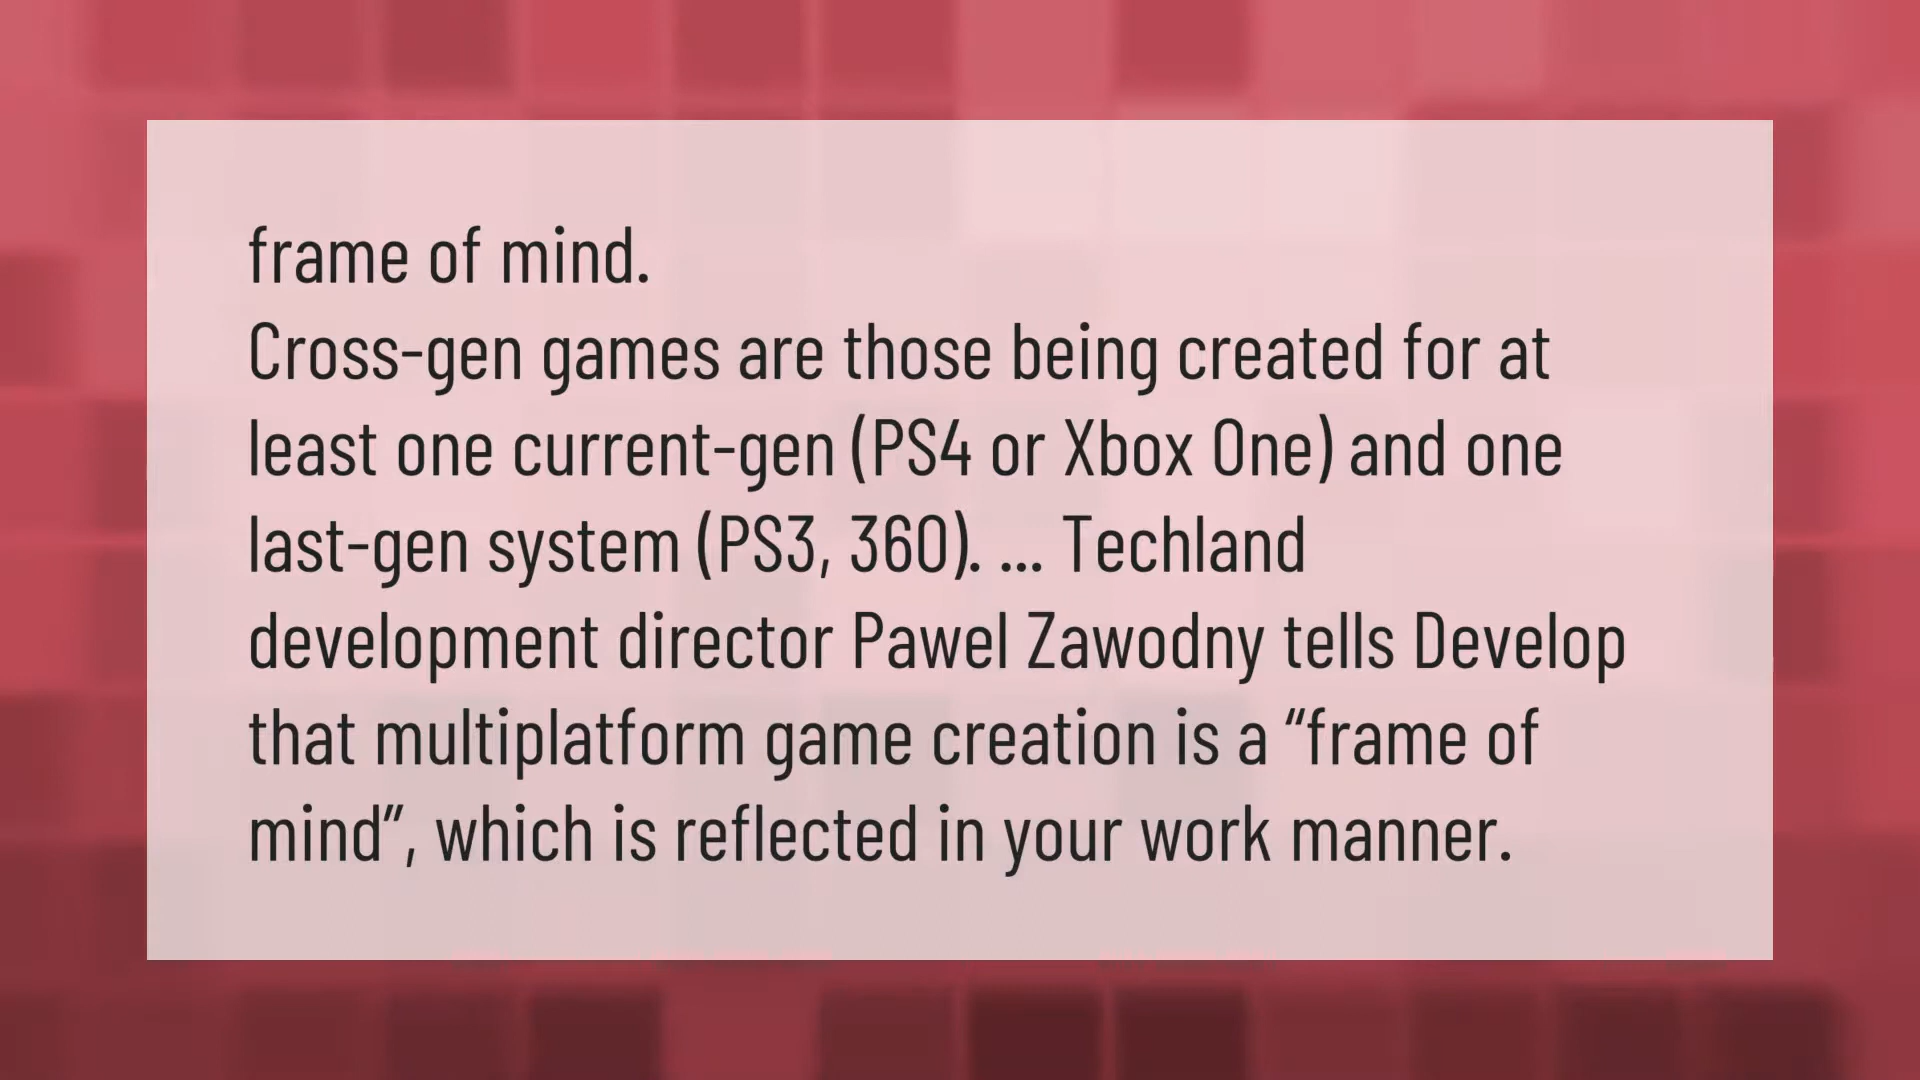 frame of mind.
Cross-gen games are those being created for at
least one current-gen (PS4 or Xbox One) and one
last-gen system (PS3, 360). ... Techland
development director Pawel Zawodny tells Develop
that multiplatform game creation is a “frame of
mind”, which is reflected in your work manner.